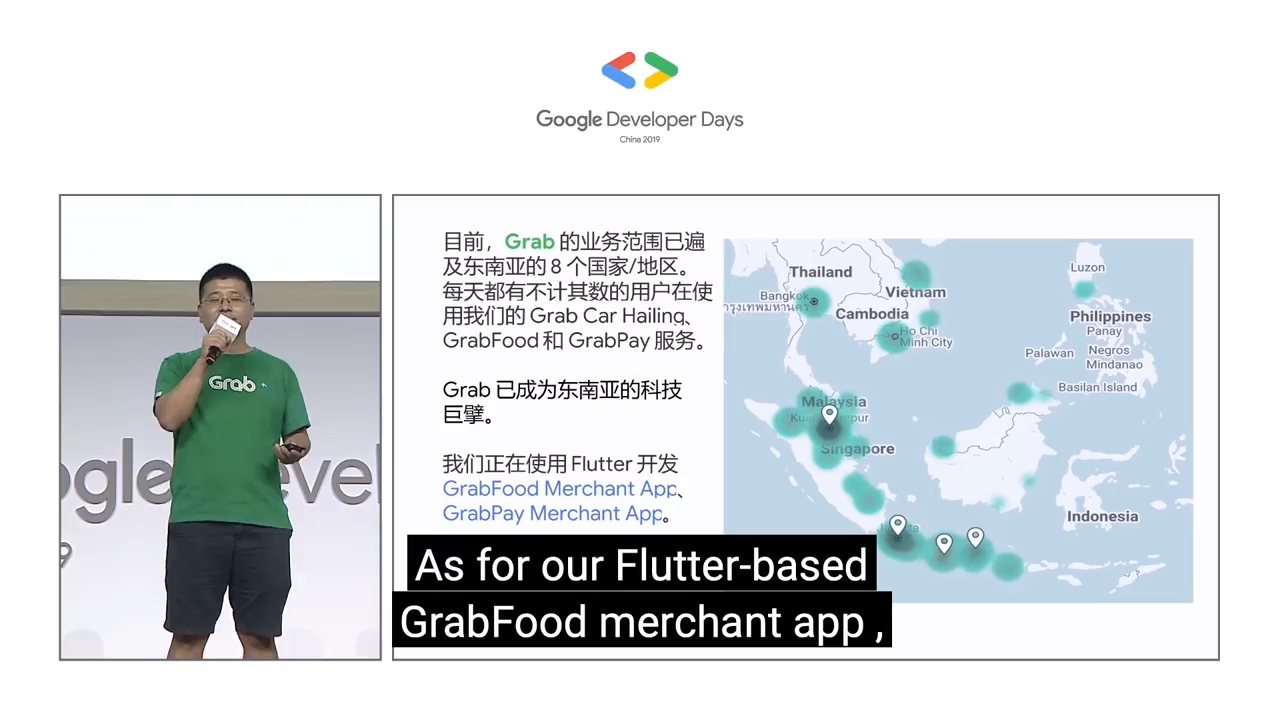 Google Developer Days
China 2019
Grab
目前，Grab 的业务范围已遍
及东南亚的 8 个国家/地区。
每天都有不计其数的用户在使
用我们的 Grab Car Hailing、
GrabFood 和 GrabPay 服务。
Grab 已成为东南亚的科技
巨擘。
我们正在使用 Flutter 开发
GrabFood Merchant App、
GrabPay Merchant App。
Thailand
Bangkok
Vietnam
Cambodia
Ho Chi
Minh City
Luzon
Philippines
Panay
Palawan
Negros
Mindanao
Basilan Island
Malaysia
Singapore
Indonesia
As for our Flutter-based
GrabFood merchant app ,